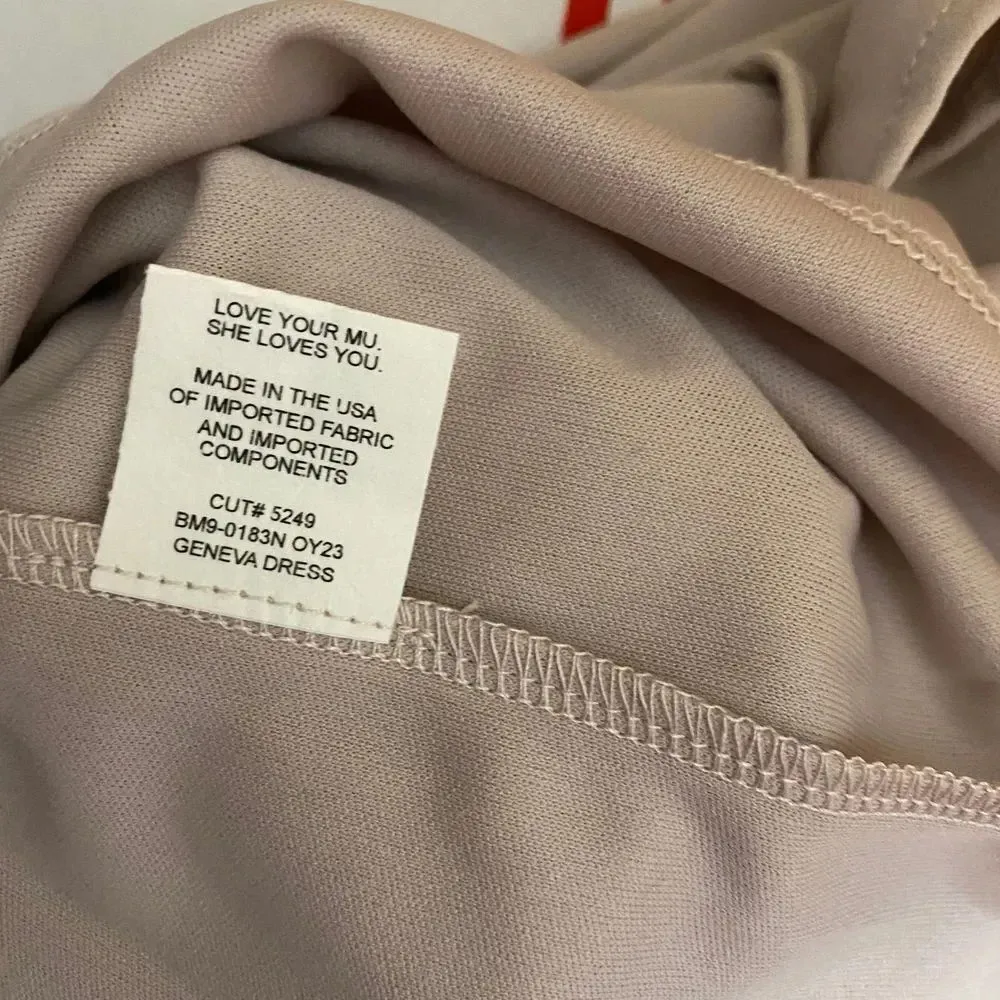 LOVE YOUR MU.
SHE LOVES YOU.
MADE IN THE USA
OF IMPORTED FABRIC
AND IMPORTED
COMPONENTS
CUT# 5249
BM9-0183N OY23
GENEVA DRESS